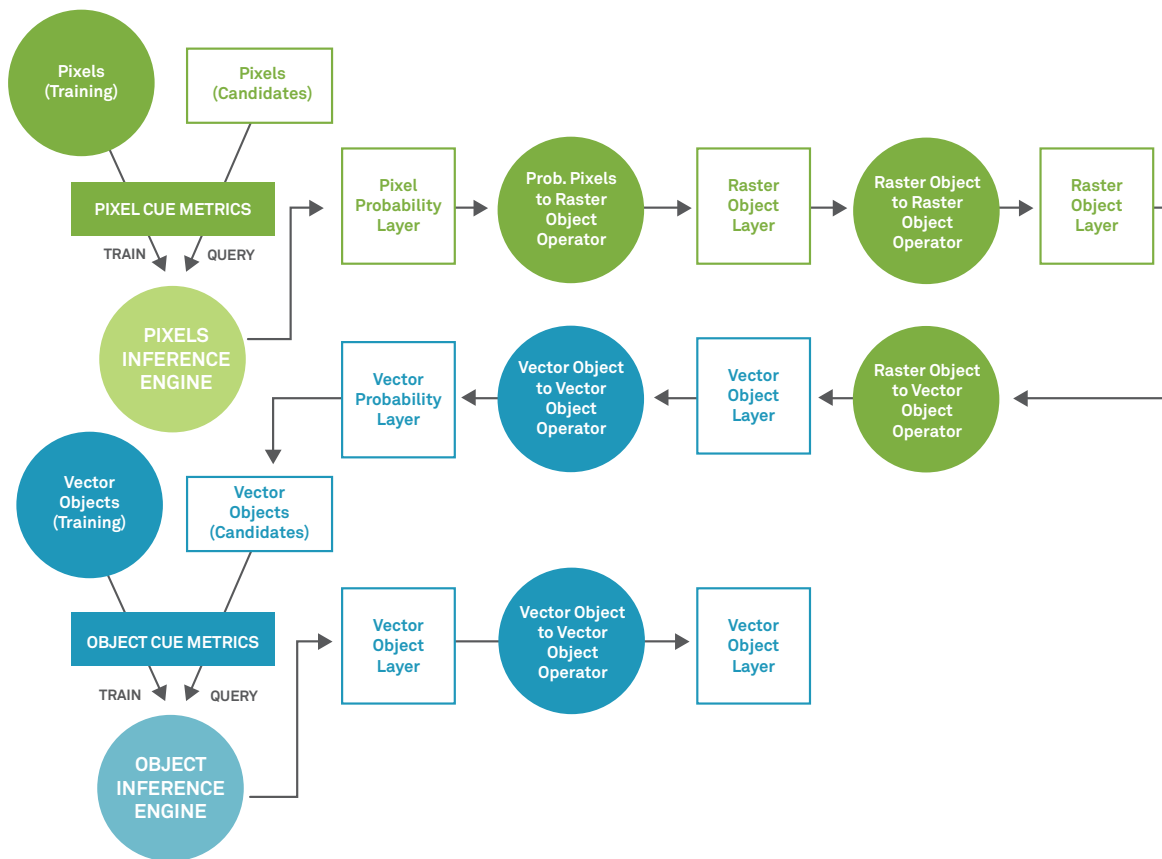 Pixels
(Training)
Pixels
(Candidates)
PIXEL CUE METRICS
TRAIN
QUERY
PIXELS
INFERENCE
ENGINE
Pixel
Probability
Layer
Prob. Pixels
to Raster
Object
Operator
Raster
Object
Layer
Raster Object
to Raster
Object
Operator
Raster
Object
Layer
Raster Object
to Vector
Object
Operator
Vector
Object
Layer
Vector Object
to Vector
Object
Operator
Vector
Probability
Layer
Vector
Objects
(Training)
Vector
Objects
(Candidates)
OBJECT CUE METRICS
TRAIN
QUERY
OBJECT
INFERENCE
ENGINE
Vector
Object
Layer
Vector Object
to Vector
Object
Operator
Vector
Object
Layer